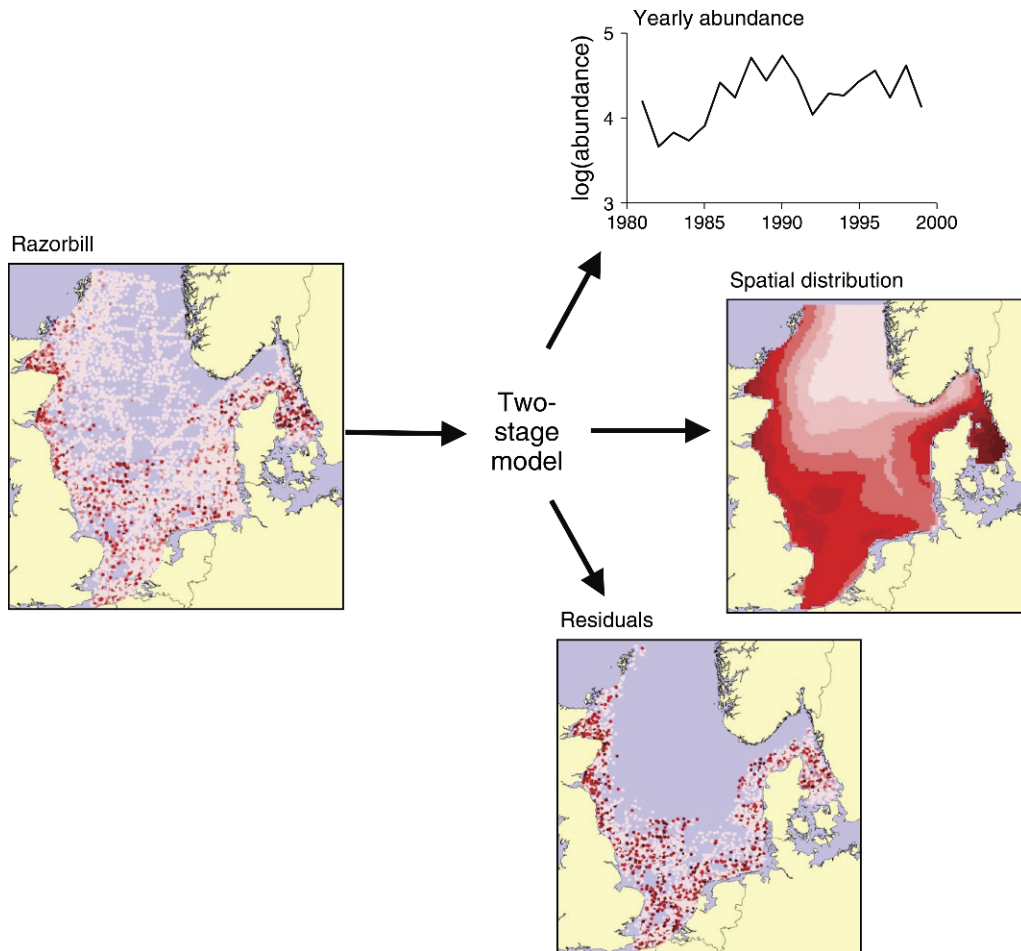 Yearly abundance
log(abundance)
5
4
3
1980 1985 1990 1995 2000
Razorbill
Spatial distribution
Two-
stage
model
Residuals